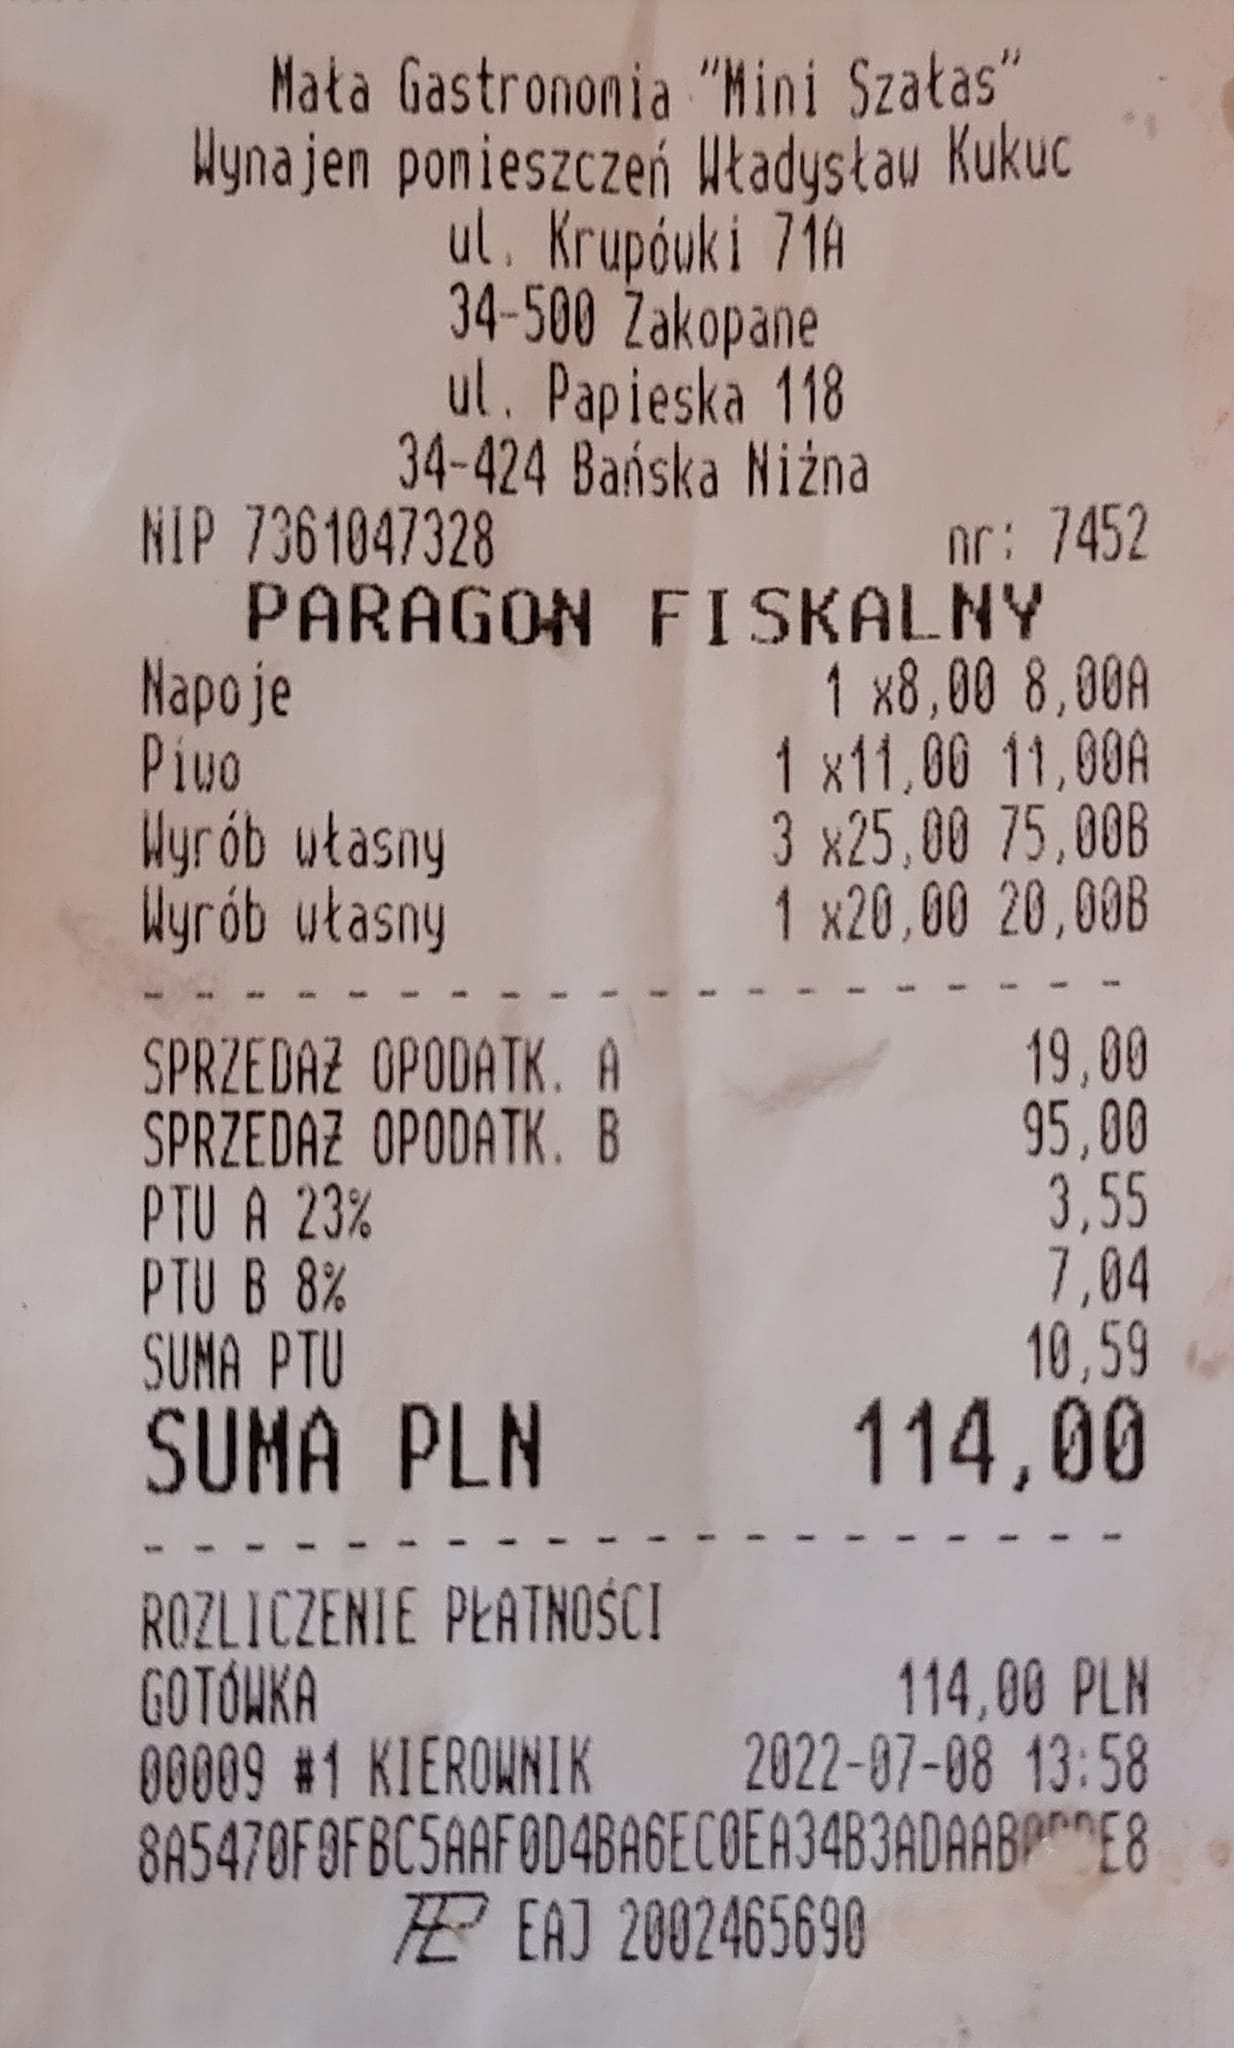 Mała Gastronomia "Mini Szałas"
Wynajem pomieszczeń Władysław Kukuc
ul. Krupówki 71A
34-500 Zakopane
ul. Papieska 118
34-424 Bańska Niżna
NIP 7361047328 nr: 7452
PARAGON FISKALNY
Napoje 1 x8,00 8,00A
Piwo 1 x11,00 11,00A
Wyrób własny 3 x25,00 75,00B
Wyrób własny 1 x20,00 20,00B
SPRZEDAŻ OPODATK. A 19,00
SPRZEDAŻ OPODATK. B 95,00
PTU A 23% 3,55
PTU B 8% 7,04
SUMA PTU 10,59
SUMA PLN 114,00
ROZLICZENIE PŁATNOŚCI
GOTÓWKA 114,00 PLN
00009 #1 KIEROWNIK 2022-07-08 13:58
EAJ 2002465690